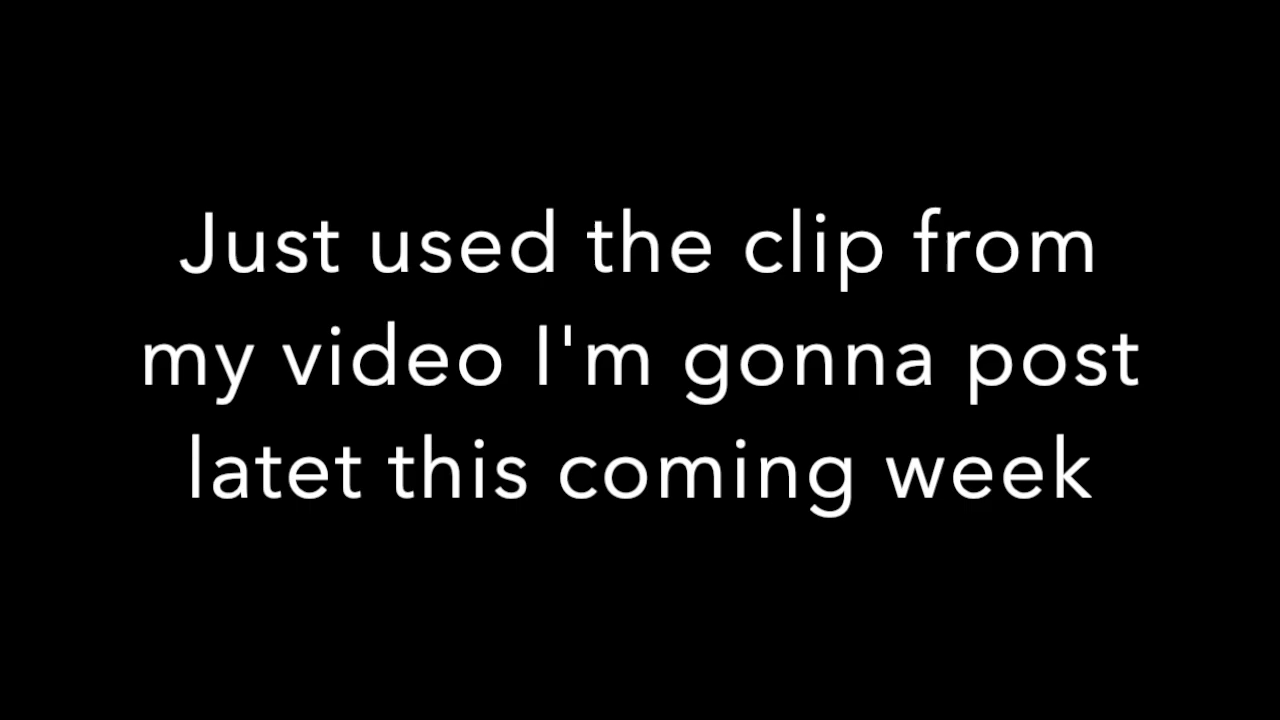 Just used the clip from
my video I'm gonna post
latet this coming week